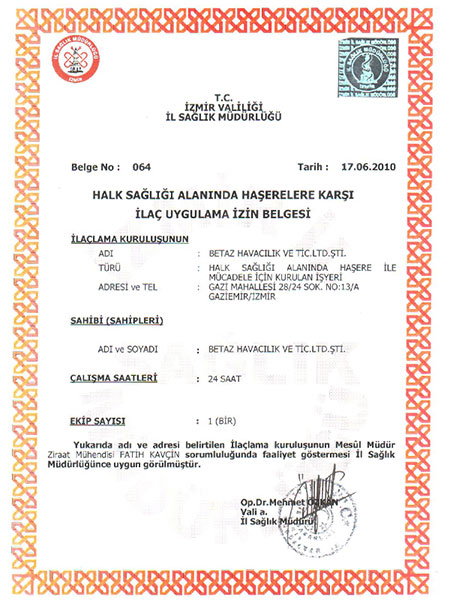 T.C.
İZMİR VALİLİĞİ
İL SAĞLIK MÜDÜRLÜĞÜ
Belge No : 064 Tarih : 17.06.2010
HALK SAĞLIĞI ALANINDA HAŞERELERE KARŞI
İLAÇ UYGULAMA İZİN BELGESİ
İLAÇLAMA KURULUŞUNUN
ADI : BETAZ HAVACILIK VE TİC.LTD.ŞTİ.
TÜRÜ : HALK SAĞLIĞI ALANINDA HAŞERE İLE
MÜCADELE İÇİN KURULAN İŞYERİ
ADRESİ ve TEL : GAZİ MAHALLESİ 28/24 SOK. NO:13/A
GAZİEMİR/İZMİR
SAHİBİ (SAHİPLERİ)
ADI ve SOYADI : BETAZ HAVACILIK VE TİC.LTD.ŞTİ.
ÇALIŞMA SAATLERİ : 24 SAAT
EKİP SAYISI : 1 (BİR)
Yukarıda adı ve adresi belirtilen İlaçlama kuruluşunun Mesûl Müdür
Ziraat Mühendisi FATİH KAVÇİN sorumluluğunda faaliyet göstermesi İl Sağlık
Müdürlüğünce uygun görülmüştür.
Op.Dr.Mehmet ÖZKAN
Vali a.
İl Sağlık Müdürü